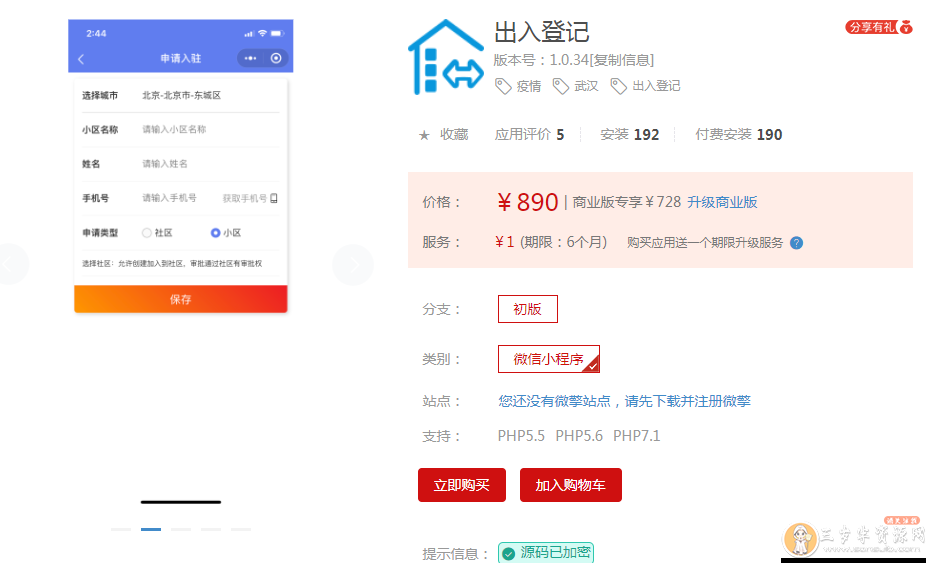 2:44
申请入驻
选择城市 北京-北京市-东城区
小区名称 请输入小区名称
姓名 请输入姓名
手机号 请输入手机号 获取手机号
申请类型 社区 小区
选择社区：允许创建加入到社区，审批通过社区有审批权
保存
出入登记
分享有礼
版本号：1.0.34[复制信息]
疫情 武汉 出入登记
收藏 应用评价 5 安装 192 付费安装 190
价格： ¥890 | 商业版专享¥728 升级商业版
服务： ¥1 (期限：6个月) 购买应用送一个期限升级服务 ?
分支： 初版
类别： 微信小程序
站点： 您还没有微擎站点，请先下载并注册微擎
支持： PHP5.5 PHP5.6 PHP7.1
立即购买 加入购物车
提示信息： 源码已加密
三岁半资源网